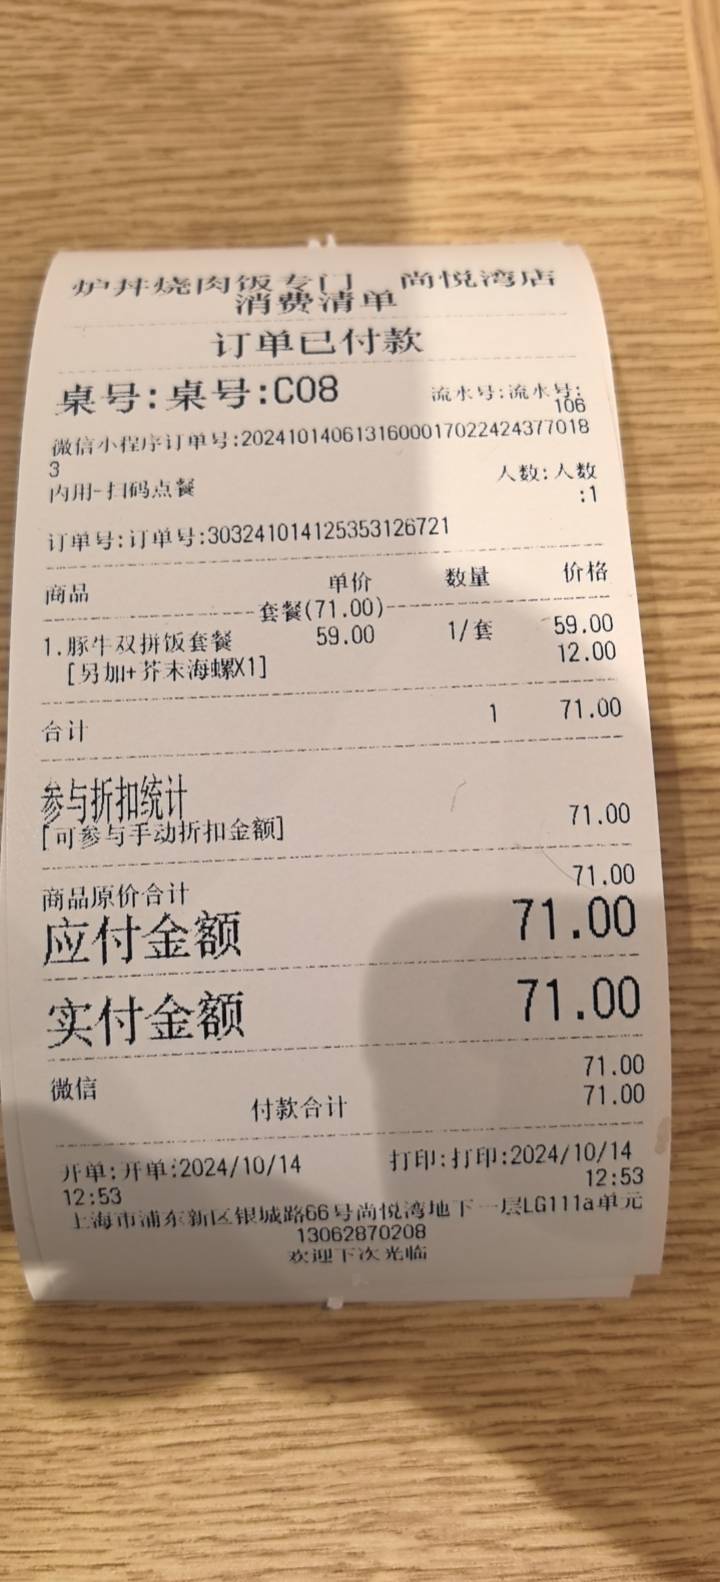 炉丼烧肉饭专门 尚悦湾店
消费清单
订单已付款
桌号:桌号:C08 流水号:流水号:
106
微信小程序订单号:2024101406131600017022424377018
3
内用-扫码点餐 人数:人数
:1
订单号:订单号:303241014125353126721
商品 单价 数量 价格
套餐(71.00)
1.豚牛双拼饭套餐 59.00 1/套 59.00
[另加+芥末海螺X1] 12.00
合计 1 71.00
参与折扣统计
[可参与手动折扣金额] 71.00
商品原价合计 71.00
应付金额 71.00
实付金额 71.00
微信 71.00
付款合计 71.00
开单:开单:2024/10/14 打印:打印:2024/10/14
12:53 12:53
上海市浦东新区银城路66号尚悦湾地下一层LG111a单元
13062870208
欢迎下次光临